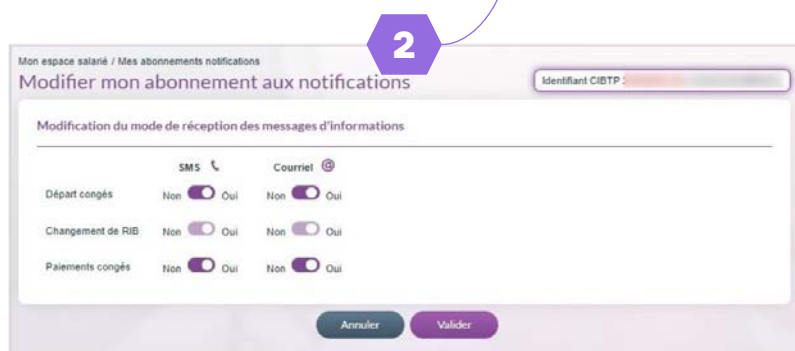 2
Mon espace salarié / Mes abonnements notifications
Modifier mon abonnement aux notifications
Identifiant CIBTP :
Modification du mode de réception des messages d'informations
SMS Courriel @
Départ congés Non Oui Non Oui
Changement de RIB Non Oui Non Oui
Paiements congés Non Oui Non Oui
Annuler Valider